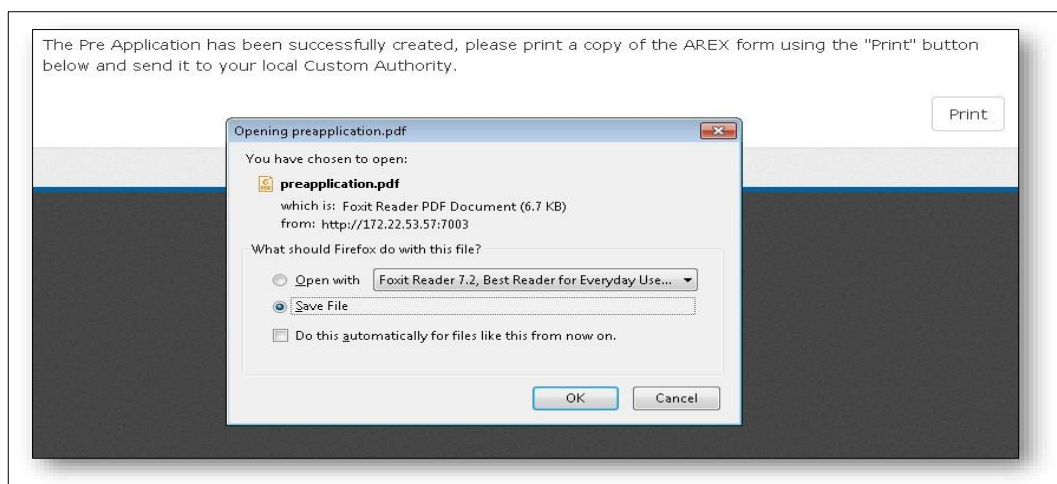 The Pre Application has been successfully created, please print a copy of the AREX form using the "Print" button
below and send it to your local Custom Authority.
Print
Opening preapplication.pdf
You have chosen to open:
preapplication.pdf
which is: Foxit Reader PDF Document (6.7 KB)
from: http://172.22.53.57:7003
What should Firefox do with this file?
Open with Foxit Reader 7.2, Best Reader for Everyday Use...
Save File
Do this automatically for files like this from now on.
OK Cancel